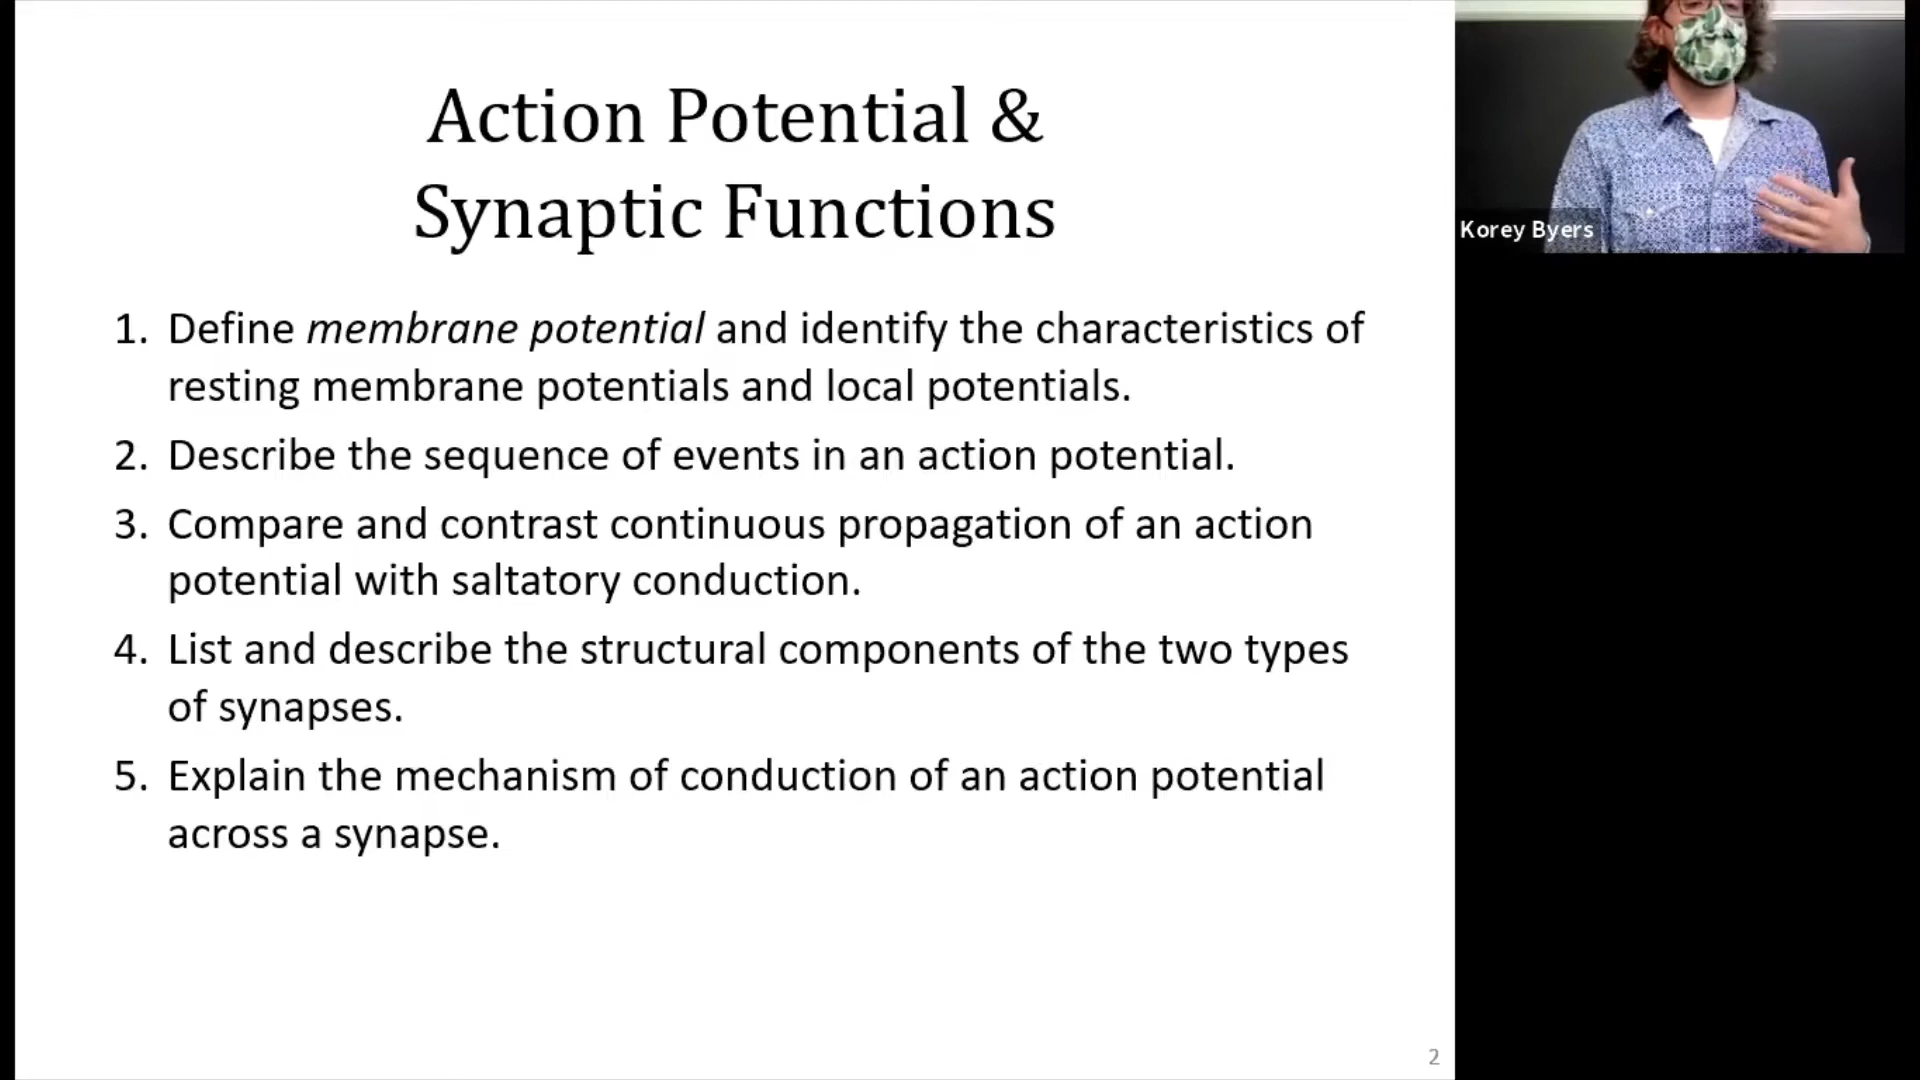 Action Potential &
Synaptic Functions
1. Define membrane potential and identify the characteristics of
resting membrane potentials and local potentials.
2. Describe the sequence of events in an action potential.
3. Compare and contrast continuous propagation of an action
potential with saltatory conduction.
4. List and describe the structural components of the two types
of synapses.
5. Explain the mechanism of conduction of an action potential
across a synapse.
2
Korey Byers